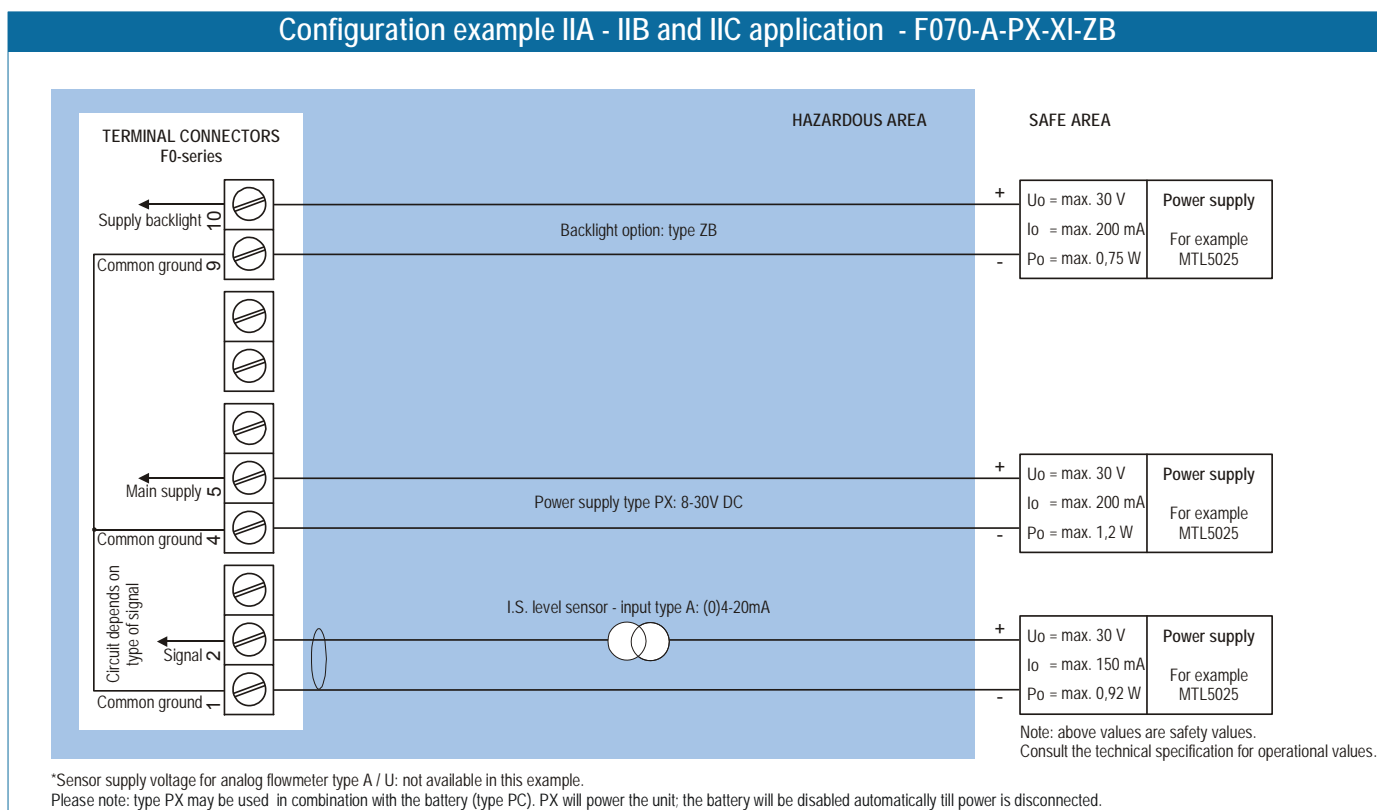 Configuration example IIA - IIB and IIC application - F070-A-PX-XI-ZB
HAZARDOUS AREA
SAFE AREA
TERMINAL CONNECTORS
F0-series
Supply backlight 10
Common ground 9
Backlight option: type ZB
+
-
Uo = max. 30 V
Io = max. 200 mA
Po = max. 0,75 W
Power supply
For example
MTL5025
Main supply 5
Common ground 4
Power supply type PX: 8-30V DC
+
-
Uo = max. 30 V
Io = max. 200 mA
Po = max. 1,2 W
Power supply
For example
MTL5025
Circuit depends on
type of signal
Signal 2
Common ground 1
I.S. level sensor - input type A: (0)4-20mA
+
-
Uo = max. 30 V
Io = max. 150 mA
Po = max. 0,92 W
Power supply
For example
MTL5025
Note: above values are safety values.
Consult the technical specification for operational values.
*Sensor supply voltage for analog flowmeter type A / U: not available in this example.
Please note: type PX may be used in combination with the battery (type PC). PX will power the unit; the battery will be disabled automatically till power is disconnected.